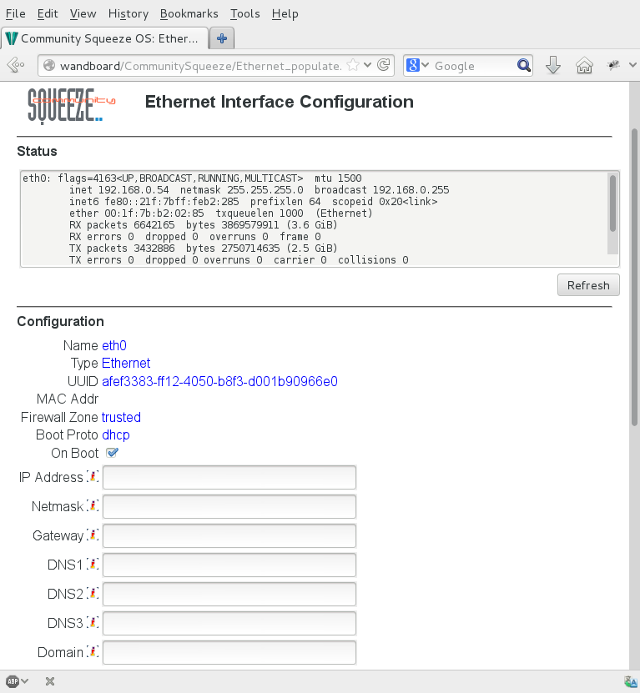 File Edit View History Bookmarks Tools Help
Community Squeeze OS: Ether...
wandboard/CommunitySqueeze/Ethernet_populate. Google
SQUEEZE community
Ethernet Interface Configuration
Status
eth0: flags=4163<UP,BROADCAST,RUNNING,MULTICAST> mtu 1500
inet 192.168.0.54 netmask 255.255.255.0 broadcast 192.168.0.255
inet6 fe80::21f:7bff:feb2:285 prefixlen 64 scopeid 0x20<link>
ether 00:1f:7b:b2:02:85 txqueuelen 1000 (Ethernet)
RX packets 6642165 bytes 3869579911 (3.6 GiB)
RX errors 0 dropped 0 overruns 0 frame 0
TX packets 3432886 bytes 2750714635 (2.5 GiB)
TX errors 0 dropped 0 overruns 0 carrier 0 collisions 0
Refresh
Configuration
Name eth0
Type Ethernet
UUID afef3383-ff12-4050-b8f3-d001b90966e0
MAC Addr
Firewall Zone trusted
Boot Proto dhcp
On Boot
IP Address
Netmask
Gateway
DNS1
DNS2
DNS3
Domain
ABP